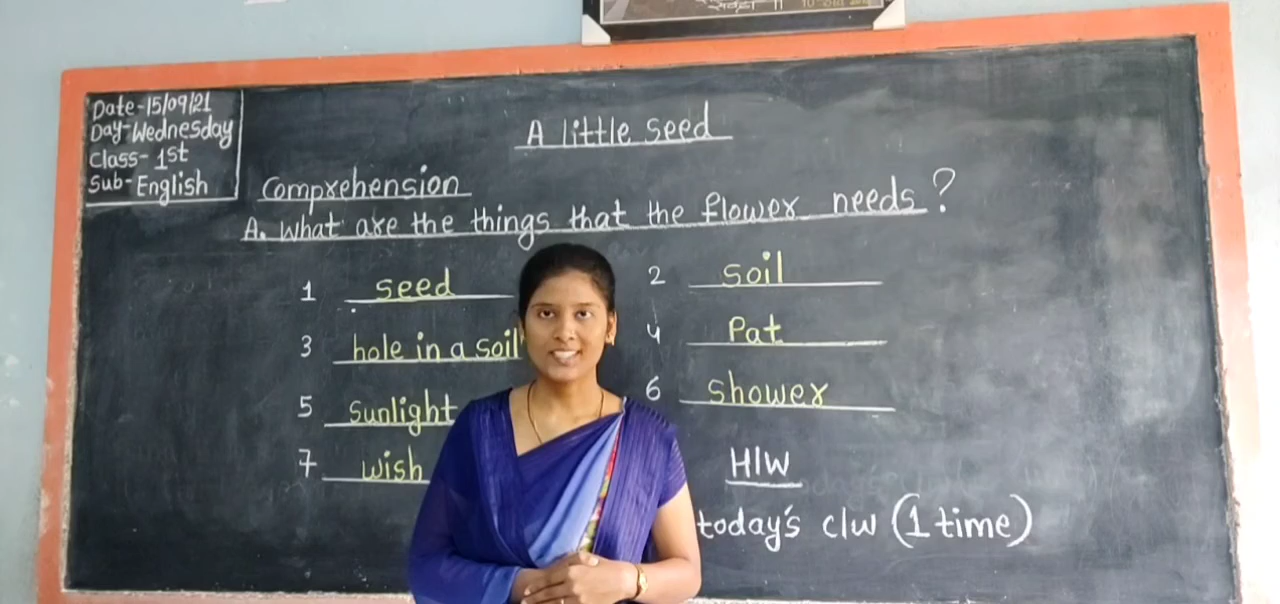 Date-15/09/21
Day-Wednesday
Class-1st
Sub-English
A little seed
Comprehension
A. What are the things that the flower needs?
1 seed
2 soil
3 hole in a soil
4 Pat
5 Sunlight
6 shower
7 wish
H/W
today's c/w (1 time)